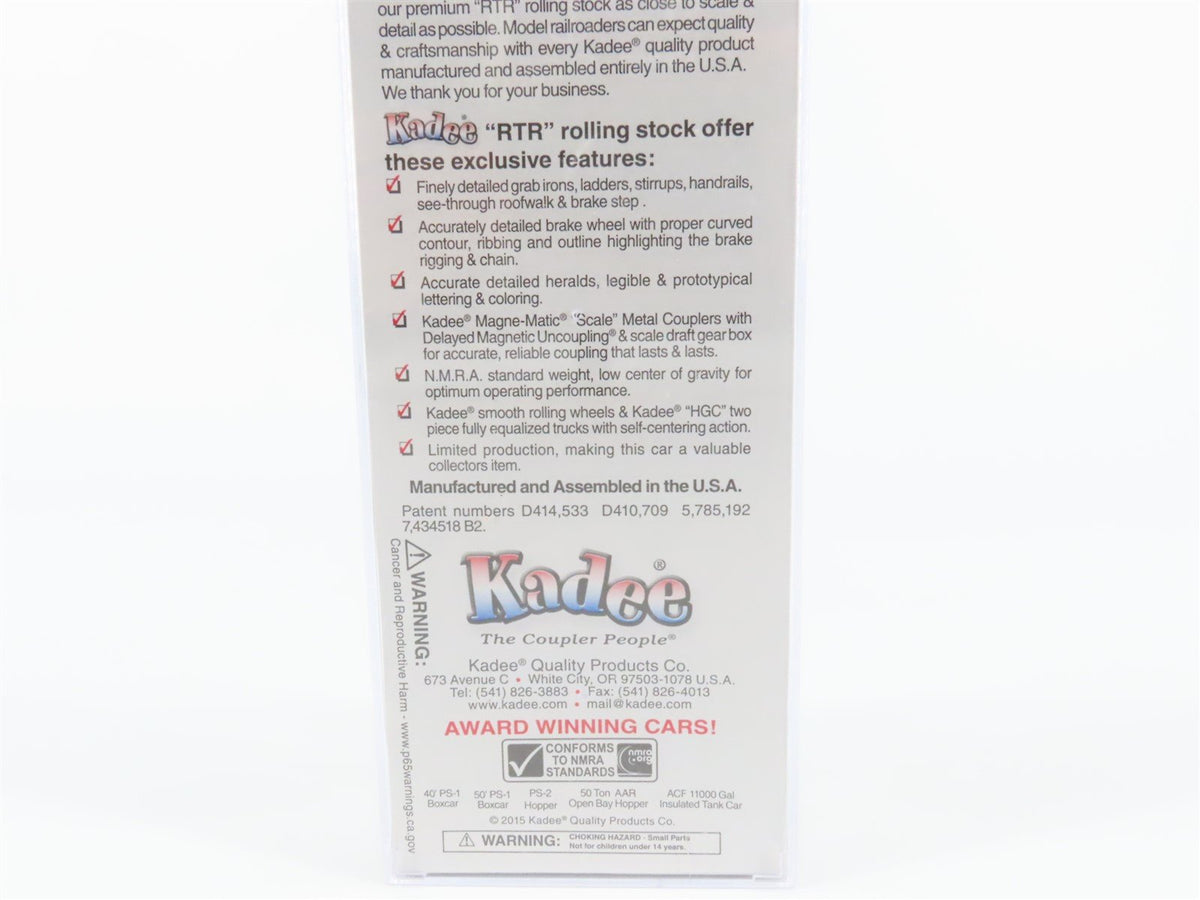 our premium "RTR" rolling stock as close to scale &
detail as possible. Model railroaders can expect quality
& craftsmanship with every Kadee® quality product
manufactured and assembled entirely in the U.S.A.
We thank you for your business.
Kadee® "RTR" rolling stock offer
these exclusive features:
Finely detailed grab irons, ladders, stirrups, handrails,
see-through roofwalk & brake step .
Accurately detailed brake wheel with proper curved
contour, ribbing and outline highlighting the brake
rigging & chain.
Accurate detailed heralds, legible & prototypical
lettering & coloring.
Kadee® Magne-Matic® "Scale" Metal Couplers with
Delayed Magnetic Uncoupling® & scale draft gear box
for accurate, reliable coupling that lasts & lasts.
N.M.R.A. standard weight, low center of gravity for
optimum operating performance.
Kadee® smooth rolling wheels & Kadee® "HGC" two
piece fully equalized trucks with self-centering action.
Limited production, making this car a valuable
collectors item.
Manufactured and Assembled in the U.S.A.
Patent numbers D414,533 D410,709 5,785,192
7,434518 B2.
⚠ WARNING:
Cancer and Reproductive Harm - www.p65warnings.ca.gov
Kadee®
The Coupler People®
Kadee® Quality Products Co.
673 Avenue C • White City, OR 97503-1078 U.S.A.
Tel: (541) 826-3883 • Fax: (541) 826-4013
www.kadee.com • mail@kadee.com
AWARD WINNING CARS!
CONFORMS
TO NMRA
STANDARDS
nmra
.org
40' PS-1 50' PS-1 PS-2 50 Ton AAR ACF 11000 Gal
Boxcar Boxcar Hopper Open Bay Hopper Insulated Tank Car
© 2015 Kadee® Quality Products Co.
⚠ WARNING: CHOKING HAZARD - Small Parts
Not for children under 14 years.